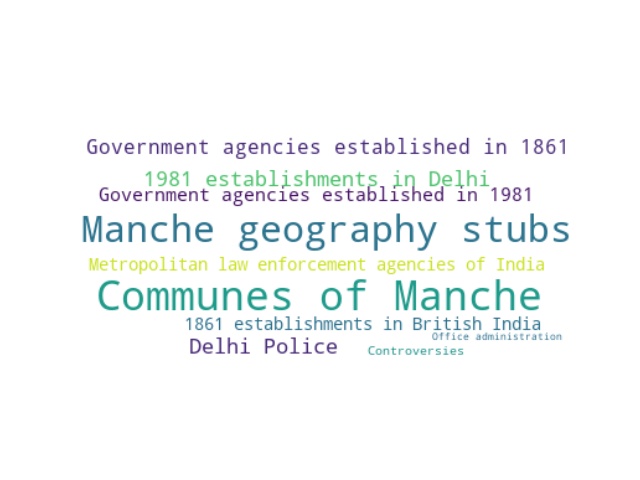 Government agencies established in 1861
1981 establishments in Delhi
Government agencies established in 1981
Manche geography stubs
Metropolitan law enforcement agencies of India
Communes of Manche
1861 establishments in British India
Office administration
Delhi Police
Controversies